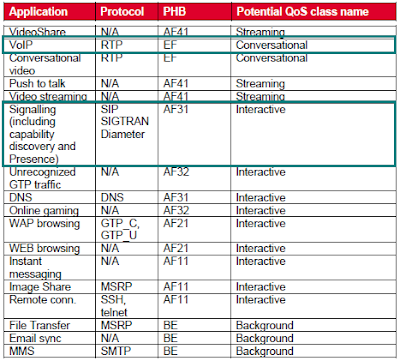 Application Protocol PHB Potential QoS class name
VideoShare N/A AF41 Streaming
VoIP RTP EF Conversational
Conversational RTP EF Conversational
video
Push to talk N/A AF41 Streaming
Video streaming N/A AF41 Streaming
Signalling SIP AF31 Interactive
(including SIGTRAN
capability Diameter
discovery and
Presence)
Unrecognized N/A AF32 Interactive
GTP traffic
DNS DNS AF31 Interactive
Online gaming N/A AF32 Interactive
WAP browsing GTP_C, AF21 Interactive
GTP_U
WEB browsing N/A AF21 Interactive
Instant N/A AF11 Interactive
messaging
Image Share MSRP AF11 Interactive
Remote conn. SSH, AF11 Interactive
telnet
File Transfer MSRP BE Background
Email sync N/A BE Background
MMS SMTP BE Background